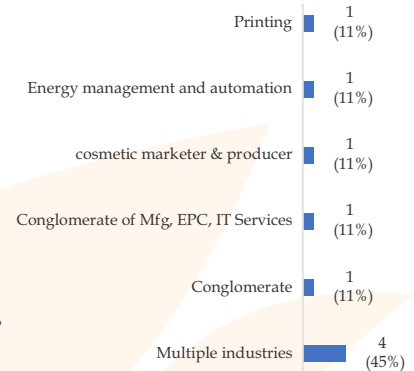 Printing
1
(11%)
Energy management and automation
1
(11%)
cosmetic marketer & producer
1
(11%)
Conglomerate of Mfg, EPC, IT Services
1
(11%)
Conglomerate
1
(11%)
Multiple industries
4
(45%)